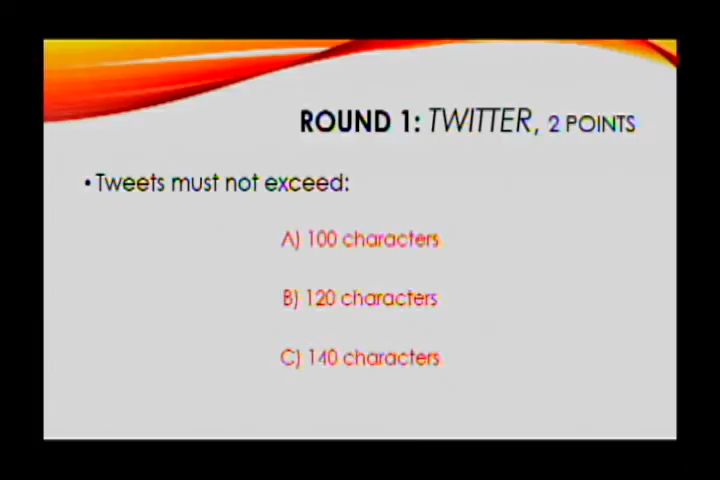 ROUND 1: TWITTER, 2 POINTS
• Tweets must not exceed:
A) 100 characters
B) 120 characters
C) 140 characters